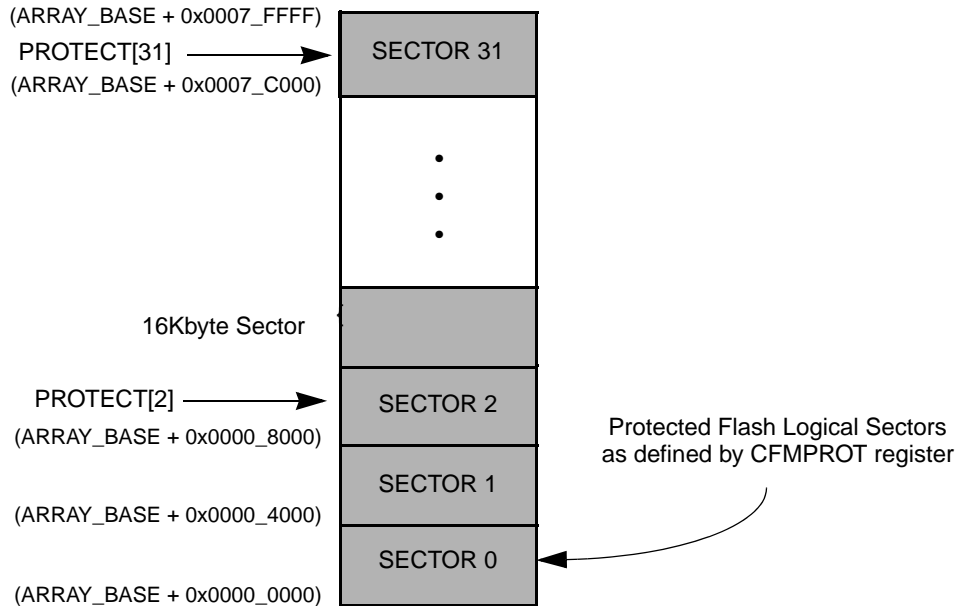 (ARRAY_BASE + 0x0007_FFFF)
PROTECT[31]
SECTOR 31
(ARRAY_BASE + 0x0007_C000)
16Kbyte Sector
PROTECT[2]
SECTOR 2
(ARRAY_BASE + 0x0000_8000)
Protected Flash Logical Sectors
as defined by CFMPROT register
SECTOR 1
(ARRAY_BASE + 0x0000_4000)
SECTOR 0
(ARRAY_BASE + 0x0000_0000)